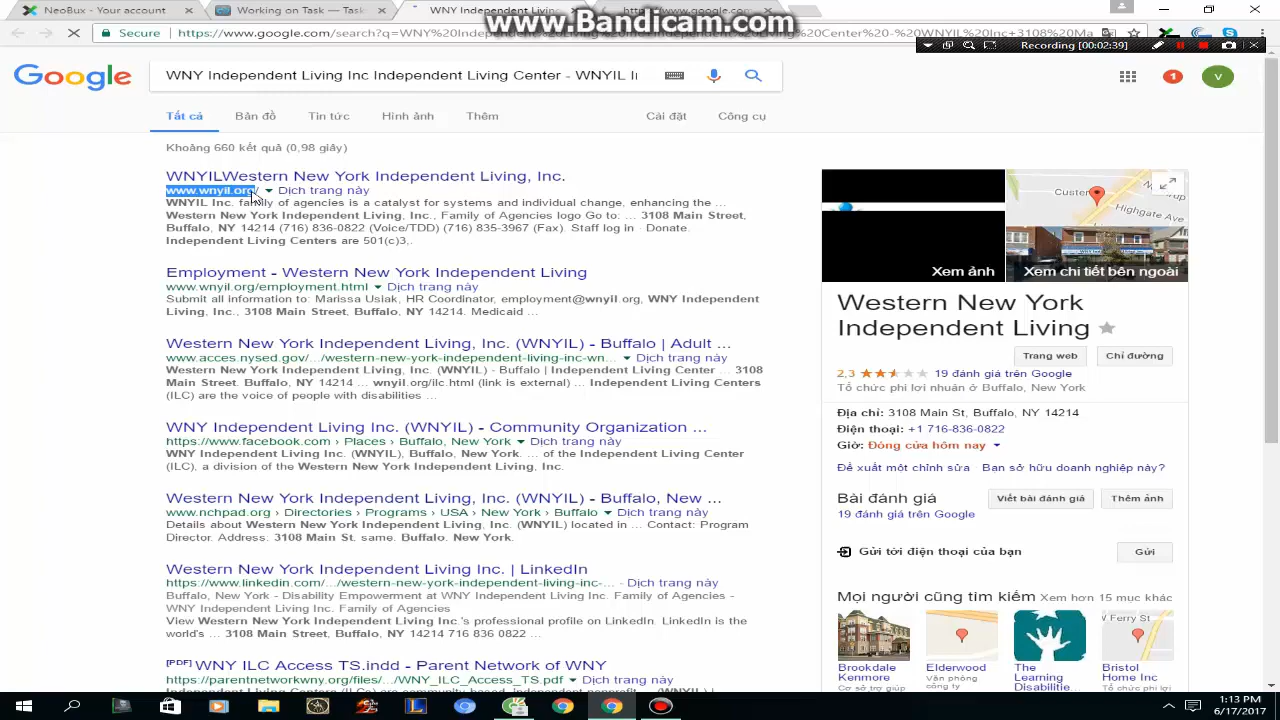 www.Bandicam.com
NeoBux - Your account
Working on Task — Tasks
WNY Independent Living
http://www.google.com/
Secure
https://www.google.com/search?q=WNY%20Independent%20Living
Recording [00:02:39]
Google
WNY Independent Living Inc Independent Living Center - WNYIL In
1
V
Tất cả
Bản đồ
Tin tức
Hình ảnh
Thêm
Cài đặt
Công cụ
Khoảng 660 kết quả (0,98 giây)
WNYILWestern New York Independent Living, Inc.
www.wnyil.org/ Dịch trang này
WNYIL Inc. family of agencies is a catalyst for systems and individual change, enhancing the ...
Western New York Independent Living, Inc., Family of Agencies logo Go to: ... 3108 Main Street,
Buffalo, NY 14214 (716) 836-0822 (Voice/TDD) (716) 835-3967 (Fax). Staff log in · Donate.
Independent Living Centers are 501(c)3,.
Employment - Western New York Independent Living
www.wnyil.org/employment.html Dịch trang này
Submit all information to: Marissa Usiak, HR Coordinator, employment@wnyil.org, WNY Independent
Living, Inc., 3108 Main Street, Buffalo, NY 14214. Medicaid ...
Western New York Independent Living, Inc. (WNYIL) - Buffalo | Adult ...
www.acces.nysed.gov/.../western-new-york-independent-living-inc-wn... Dịch trang này
Western New York Independent Living, Inc. (WNYIL) - Buffalo | Independent Living Center ... 3108
Main Street. Buffalo, NY 14214 ... wnyil.org/ilc.html (link is external) ... Independent Living Centers
(ILC) are the voice of people with disabilities ...
WNY Independent Living Inc. (WNYIL) - Community Organization ...
https://www.facebook.com › Places › Buffalo, New York Dịch trang này
WNY Independent Living Inc. (WNYIL), Buffalo, New York. ... of the Independent Living Center
(ILC), a division of the Western New York Independent Living, Inc.
Western New York Independent Living, Inc. (WNYIL) - Buffalo, New ...
www.nchpad.org › Directories › Programs › USA › New York › Buffalo Dịch trang này
Details about Western New York Independent Living, Inc. (WNYIL) located in ... Contact: Program
Director. Address. 3108 Main St. same. Buffalo. New York.
Western New York Independent Living Inc. | LinkedIn
https://www.linkedin.com/.../western-new-york-independent-living-inc-... - Dịch trang này
Buffalo, New York - Disability Empowerment at WNY Independent Living Inc. Family of Agencies -
WNY Independent Living Inc. Family of Agencies
View Western New York Independent Living Inc.'s professional profile on LinkedIn. LinkedIn is the
world's ... 3108 Main Street, Buffalo, NY 14214 716 836 0822 ...
[PDF] WNY ILC Access TS.indd - Parent Network of WNY
https://parentnetworkwny.org/files/.../WNY_ILC_Access_TS.pdf Dịch trang này
Custer
Highgate Ave
Xem ảnh
Xem chi tiết bên ngoài
Western New York
Independent Living
Trang web
Chỉ đường
2,3 19 đánh giá trên Google
Tổ chức phi lợi nhuận ở Buffalo, New York
Địa chỉ: 3108 Main St, Buffalo, NY 14214
Điện thoại: +1 716-836-0822
Giờ: Đóng cửa hôm nay
Đề xuất một chỉnh sửa Bạn sở hữu doanh nghiệp này?
Bài đánh giá
Viết bài đánh giá
Thêm ảnh
19 đánh giá trên Google
Gửi tới điện thoại của bạn
Gửi
Mọi người cũng tìm kiếm
Xem hơn 15 mục khác
W Ferry St
Brookdale
Kenmore
Cơ sở trợ giúp
Elderwood
Văn phòng
công ty
The
Learning
Disabilitie...
Bristol
Home Inc
Tổ chức phi
1:13 PM
6/17/2017